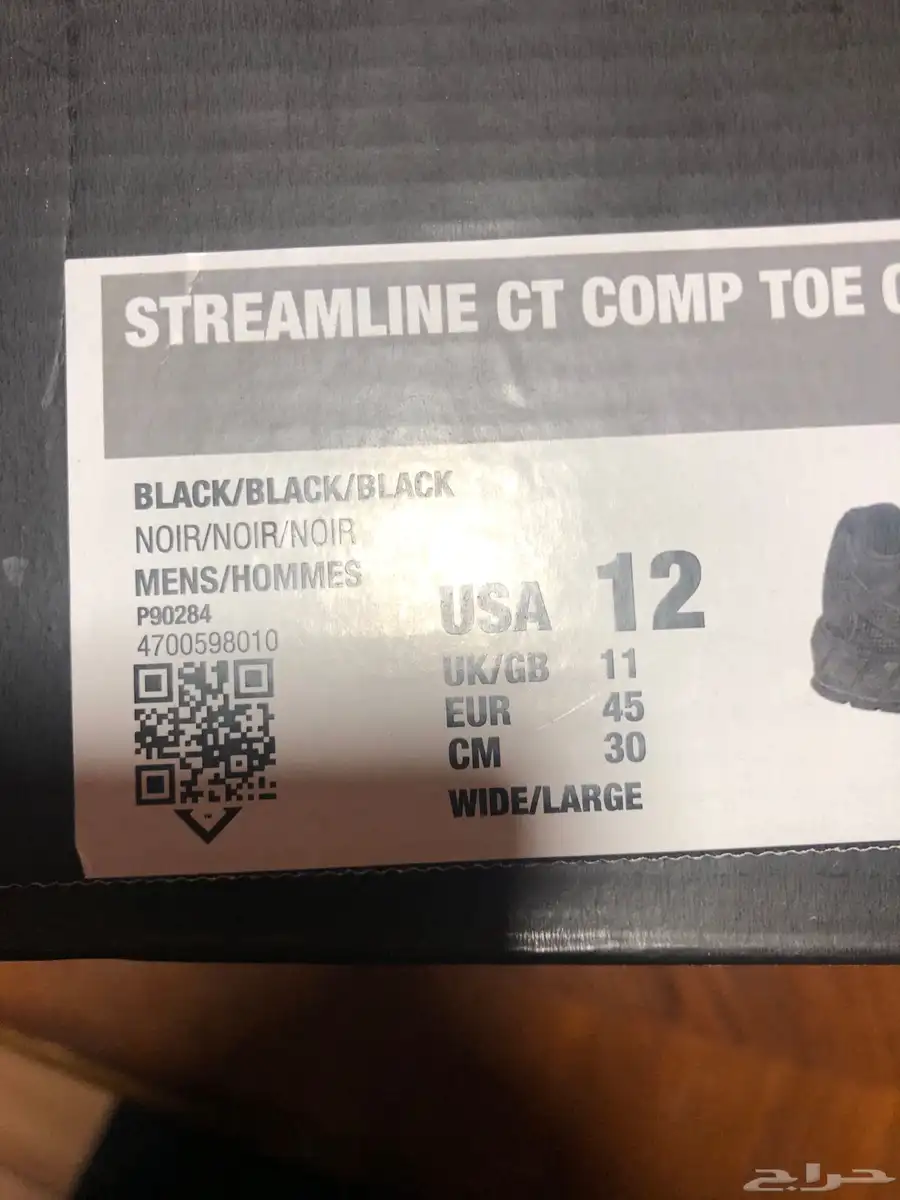 STREAMLINE CT COMP TOE
BLACK/BLACK/BLACK
NOIR/NOIR/NOIR
MENS/HOMMES
P90284
4700598010
USA 12
UK/GB 11
EUR 45
CM 30
WIDE/LARGE
حراج